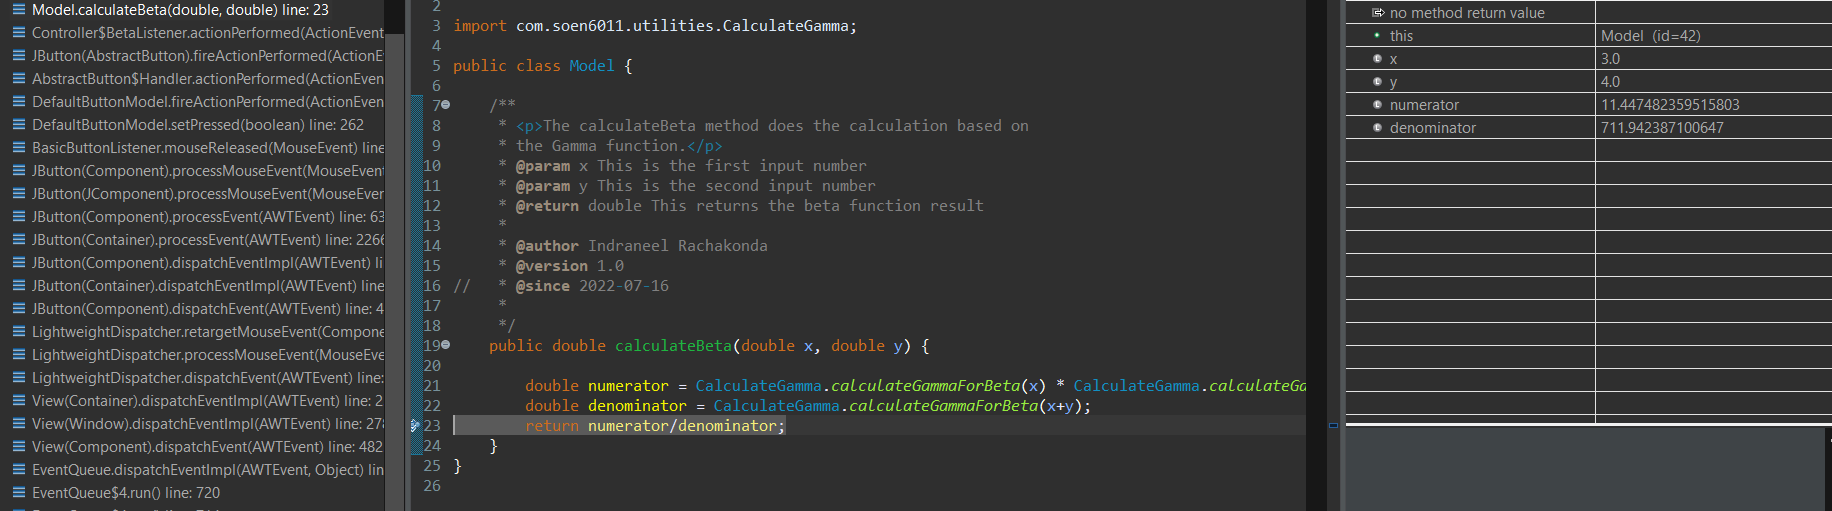 Model.calculateBeta(double, double) line: 23
Controller$BetaListener.actionPerformed(ActionEvent
JButton(AbstractButton).fireActionPerformed(ActionE
AbstractButton$Handler.actionPerformed(ActionEven
DefaultButtonModel.fireActionPerformed(ActionEven
DefaultButtonModel.setPressed(boolean) line: 262
BasicButtonListener.mouseReleased(MouseEvent) line
JButton(Component).processMouseEvent(MouseEvent
JButton(JComponent).processMouseEvent(MouseEver
JButton(Component).processEvent(AWTEvent) line: 63
JButton(Container).processEvent(AWTEvent) line: 2266
JButton(Component).dispatchEventImpl(AWTEvent) li
JButton(Container).dispatchEventImpl(AWTEvent) line
JButton(Component).dispatchEvent(AWTEvent) line: 4
LightweightDispatcher.retargetMouseEvent(Compone
LightweightDispatcher.processMouseEvent(MouseEve
LightweightDispatcher.dispatchEvent(AWTEvent) line:
View(Container).dispatchEventImpl(AWTEvent) line: 2
View(Window).dispatchEventImpl(AWTEvent) line: 27
View(Component).dispatchEvent(AWTEvent) line: 482
EventQueue.dispatchEventImpl(AWTEvent, Object) lin
EventQueue$4.run() line: 720
2
3 import com.soen6011.utilities.CalculateGamma;
4
5 public class Model {
6
7 /**
8 * <p>The calculateBeta method does the calculation based on
9 * the Gamma function.</p>
10 * @param x This is the first input number
11 * @param y This is the second input number
12 * @return double This returns the beta function result
13 *
14 * @author Indraneel Rachakonda
15 * @version 1.0
16 // * @since 2022-07-16
17 *
18 */
19 public double calculateBeta(double x, double y) {
20
21 double numerator = CalculateGamma.calculateGammaForBeta(x) * CalculateGamma.calculateGa
22 double denominator = CalculateGamma.calculateGammaForBeta(x+y);
23 return numerator/denominator;
24 }
25 }
26
no method return value
this Model (id=42)
x 3.0
y 4.0
numerator 11.447482359515803
denominator 711.942387100647